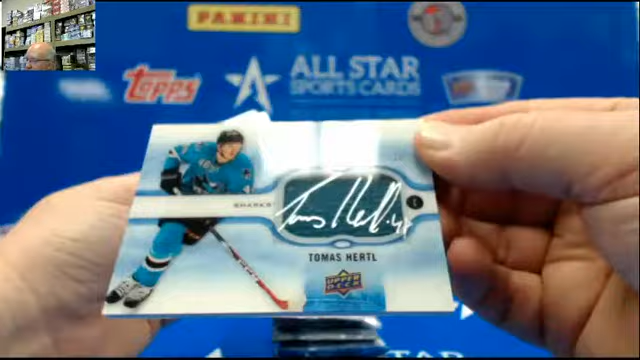 PANINI
Topps
ALL STAR
SPORTS CARDS
SHARKS
Tomas Hertl
TOMAS HERTL
UPPER
DECK